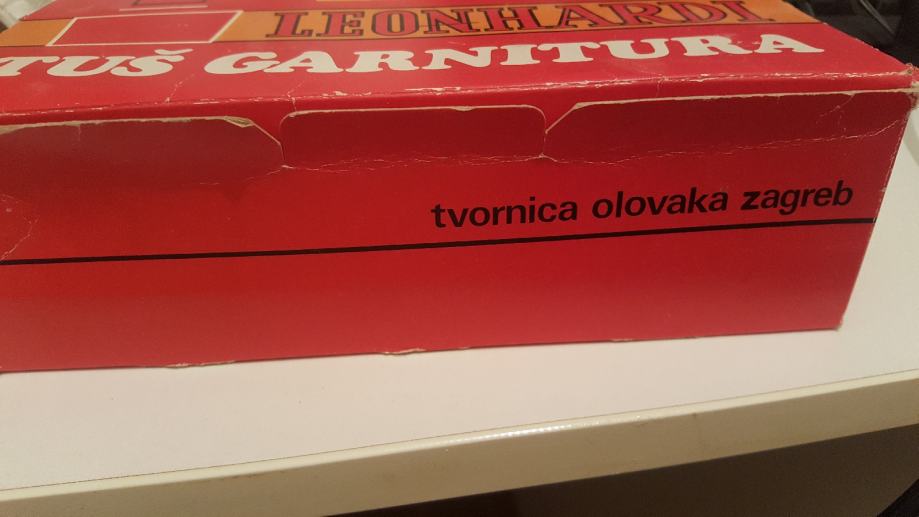 LEONHARDI
TUŠ GARNITURA
tvornica olovaka zagreb